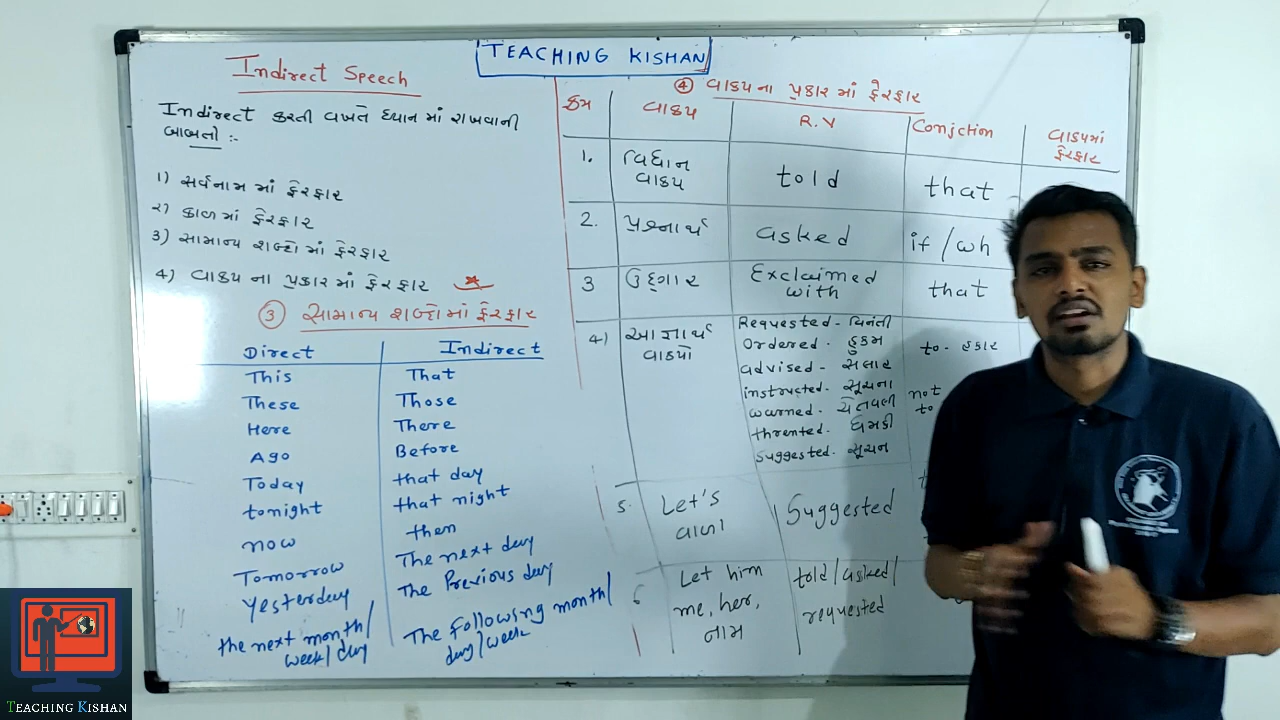 TEACHING KISHAN
Indirect Speech
Indirect કરતી વખતે ધ્યાન માં રાખવાની
બાબતો :-
1) સર્વનામ માં ફેરફાર
2) કાળ માં ફેરફાર
3) સામાન્ય શબ્દો માં ફેરફાર
4) વાક્ય ના પ્રકાર માં ફેરફાર
③ સામાન્ય શબ્દોમાં ફેરફાર
Direct Indirect
This That
These Those
Here There
Ago Before
Today that day
tonight that night
now then
Tomorrow The next day
Yesterday The Previous day
the next month/ The Following month/
week/day day/week
④ વાક્ય ના પ્રકાર માં ફેરફાર
ક્રમ વાક્ય R.V Conjction વાક્યમાં
ફેરફાર
1. વિધાન told that
વાક્ય
2. પ્રશ્નાર્થ asked if/wh
3 ઉદ્ગાર Exclaimed that
with
4) આજ્ઞાર્થ Requested - વિનંતી
વાક્યો Ordered - હુકમ to - હકાર
advised - સલાહ
instructed - સૂચના not
warned - ચેતવણી to
thrented - ધમકી
suggested - સૂચન
5. Let's Suggested
વાળા
6 Let him told/asked/
me, her, requested
નામ
TEACHING KISHAN